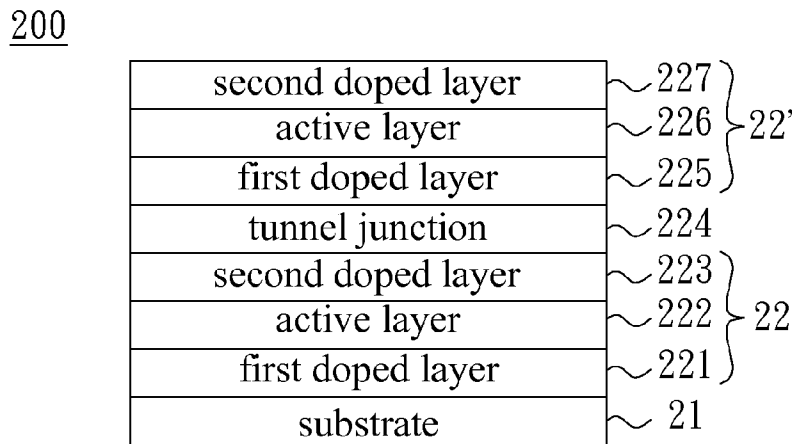 200
second doped layer 227
active layer 226 22'
first doped layer 225
tunnel junction 224
second doped layer 223
active layer 222 22
first doped layer 221
substrate 21